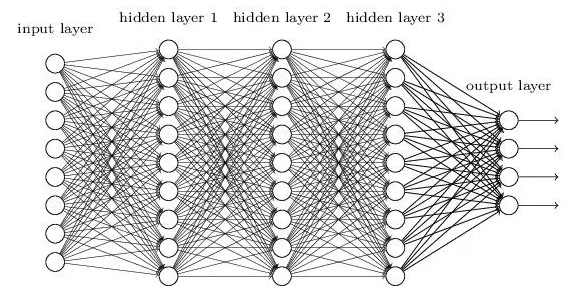 input layer
hidden layer 1
hidden layer 2
hidden layer 3
output layer